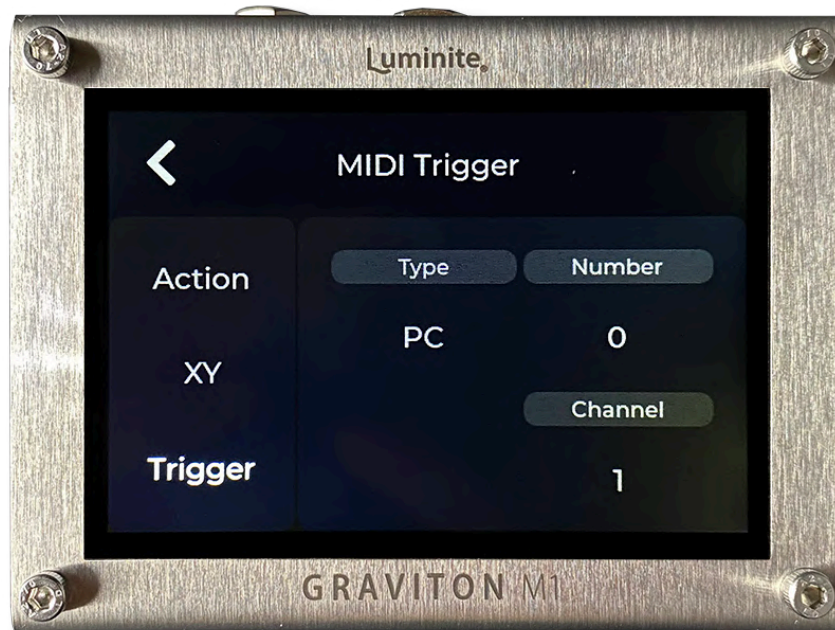 Luminite
MIDI Trigger
Action
XY
Trigger
Type
Number
PC
0
Channel
1
GRAVITON M1